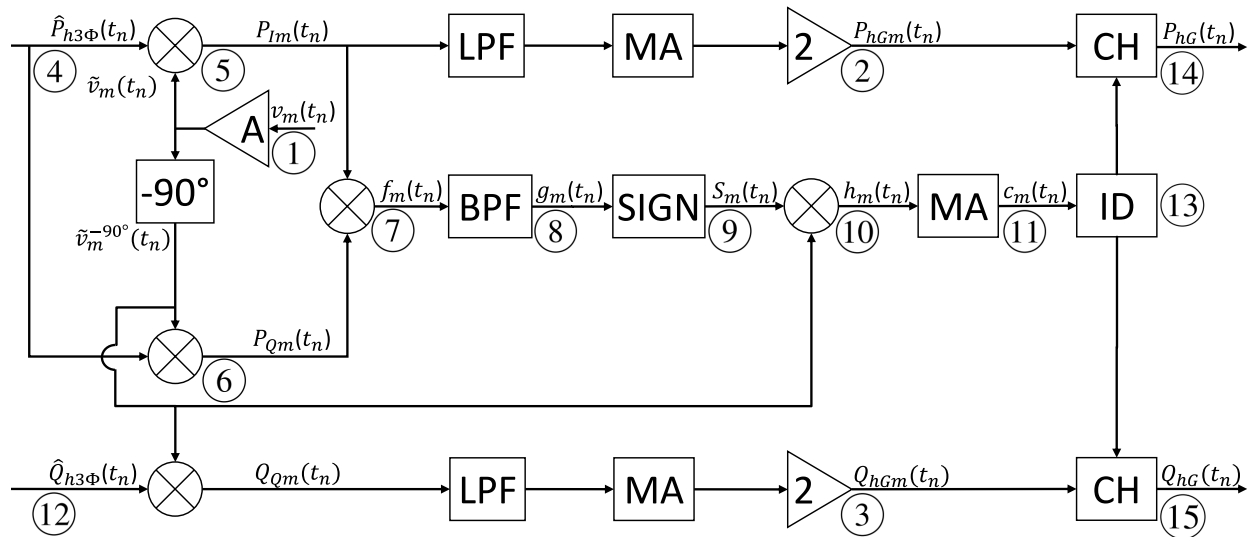 P̂h3Φ(tn) PIm(tn) LPF MA 2 PhGm(tn) CH PhG(tn)
4 5 2 14
ṽm(tn)
A vm(tn)
1
-90°
fm(tn) BPF gm(tn) SIGN Sm(tn) hm(tn) MA cm(tn) ID 13
7 8 9 10 11
ṽm−90°(tn)
PQm(tn)
6
Q̂h3Φ(tn) QQm(tn) LPF MA 2 QhGm(tn) CH QhG(tn)
12 3 15